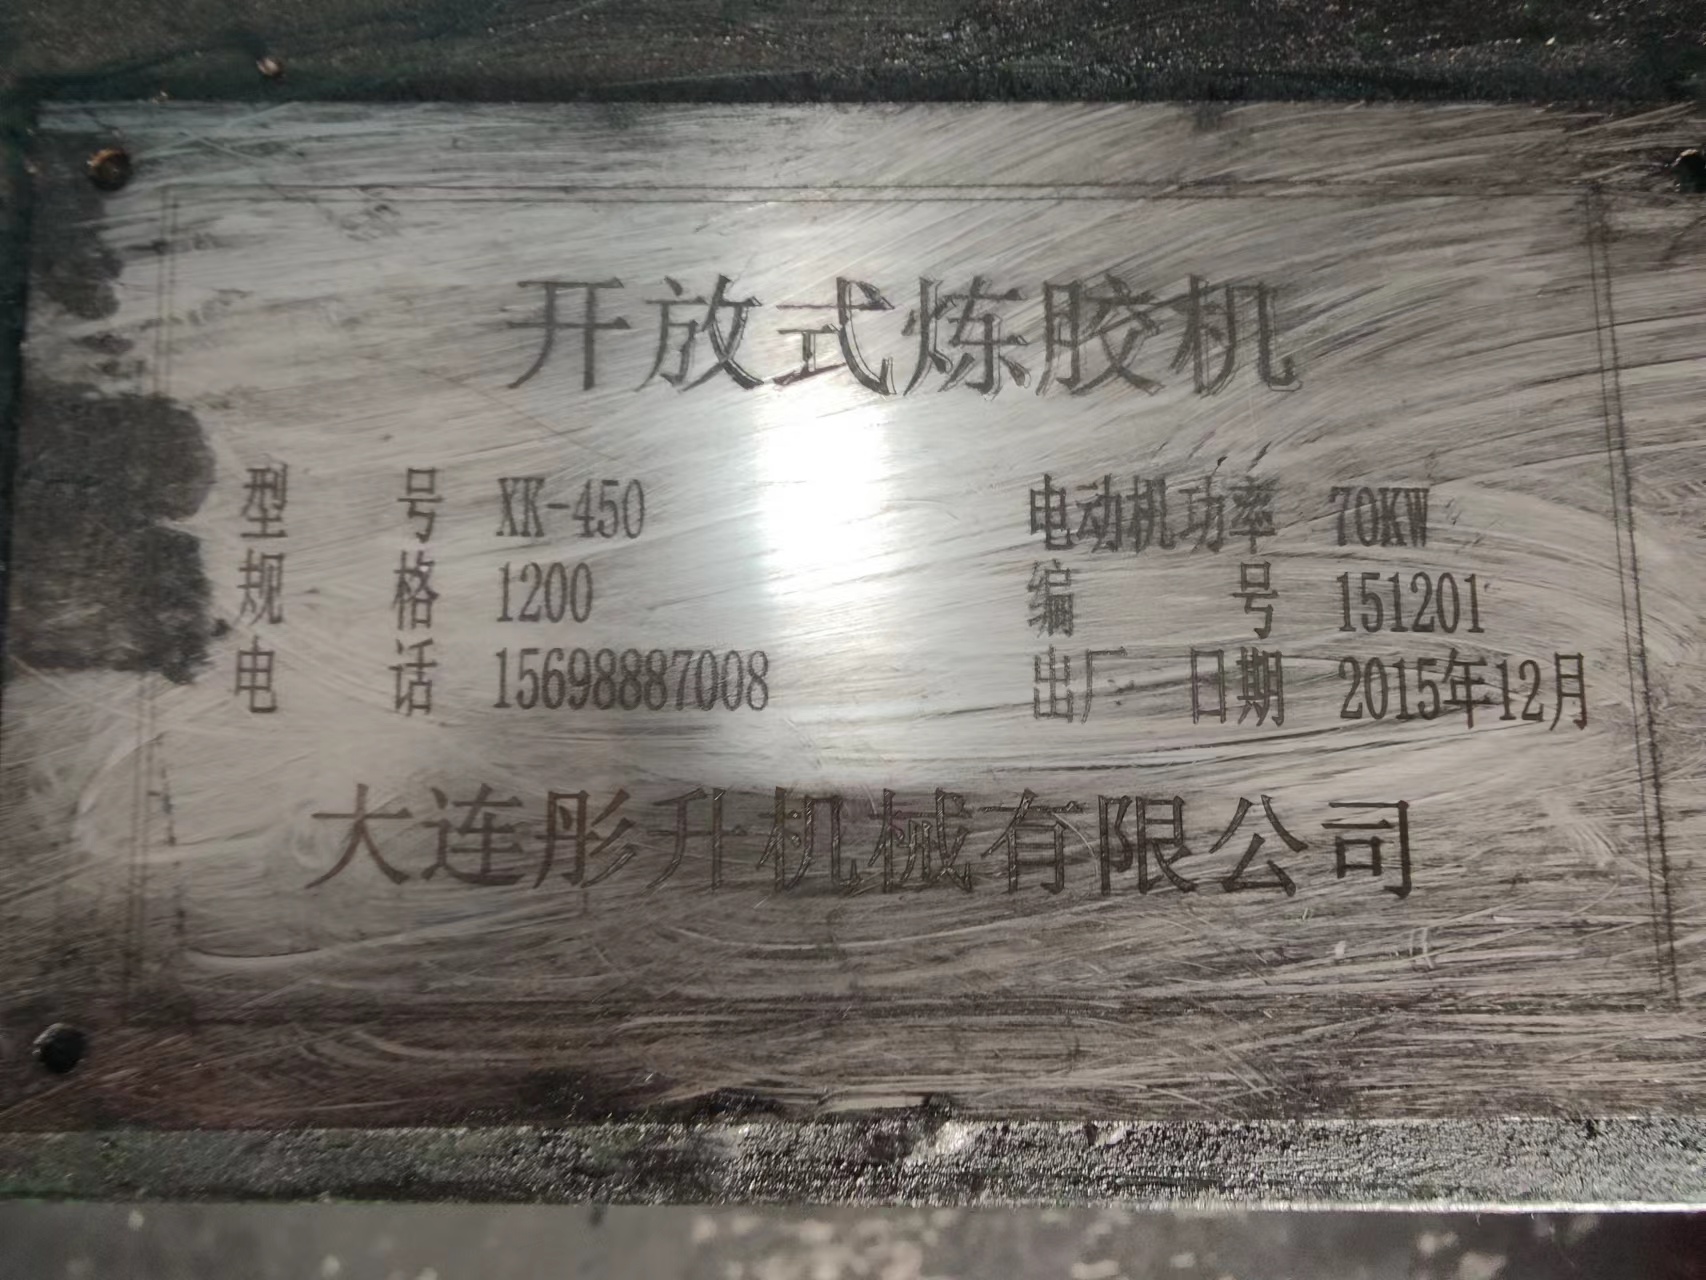 开放式炼胶机
型 号 XK-450 电动机功率 70KW
规 格 1200 编 号 151201
电 话 15698887008 出厂 日期 2015年12月
大连彤升机械有限公司